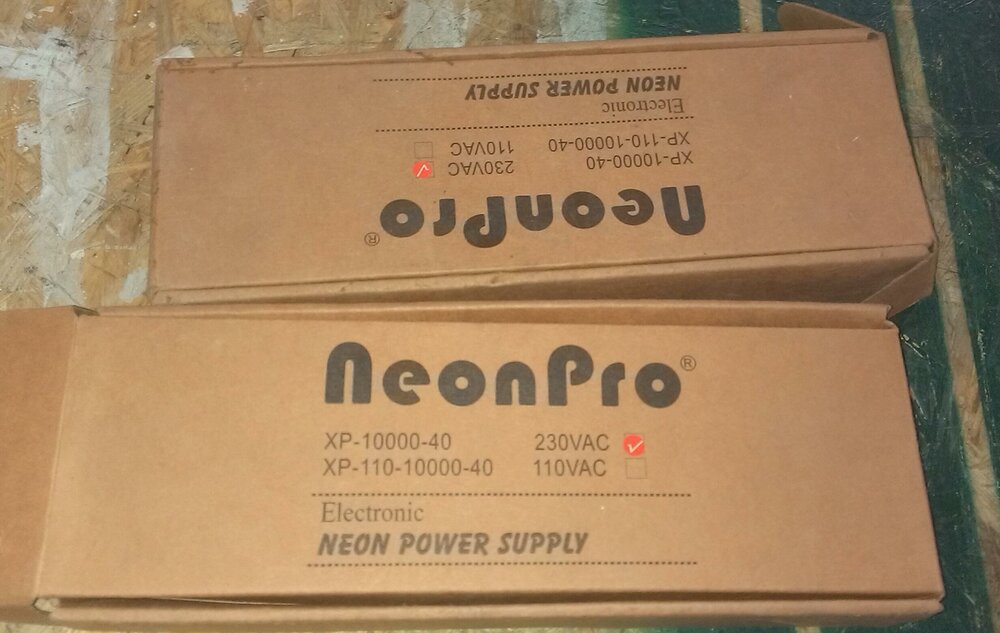 NEON POWER SUPPLY
Electronic
XP-110-10000-40 110VAC
XP-10000-40 230VAC
NeonPro®
NeonPro®
XP-10000-40 230VAC
XP-110-10000-40 110VAC
Electronic
NEON POWER SUPPLY